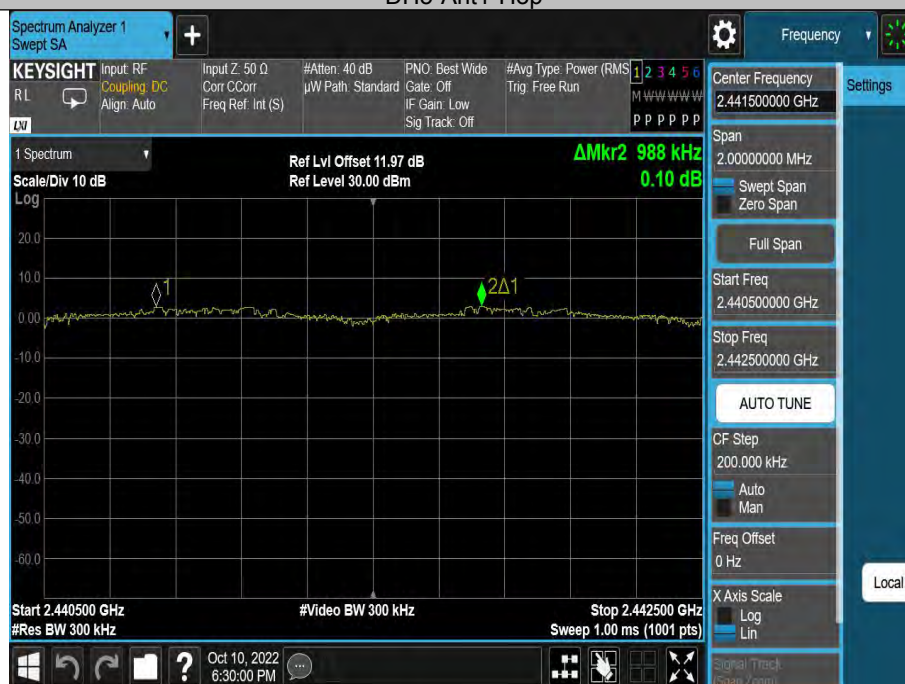 DH5-Ant1-Hop
Spectrum Analyzer 1
Swept SA
Frequency
KEYSIGHT
RL
LXI
Input: RF
Coupling: DC
Align: Auto
Input Z: 50 Ω
Corr CCorr
Freq Ref: Int (S)
#Atten: 40 dB
µW Path: Standard
PNO: Best Wide
Gate: Off
IF Gain: Low
Sig Track: Off
#Avg Type: Power (RMS
Trig: Free Run
1 2 3 4 5 6
M W W W W W
P P P P P P
Center Frequency
2.441500000 GHz
Settings
1 Spectrum
Scale/Div 10 dB
Log
Ref Lvl Offset 11.97 dB
Ref Level 30.00 dBm
ΔMkr2 988 kHz
0.10 dB
Span
2.00000000 MHz
Swept Span
Zero Span
Full Span
Start Freq
2.440500000 GHz
Stop Freq
2.442500000 GHz
AUTO TUNE
CF Step
200.000 kHz
Auto
Man
Freq Offset
0 Hz
X Axis Scale
Log
Lin
Signal Track
(Span Zoom)
Local
20.0
10.0
0.00
-10.0
-20.0
-30.0
-40.0
-50.0
-60.0
1
2Δ1
Start 2.440500 GHz
#Res BW 300 kHz
#Video BW 300 kHz
Stop 2.442500 GHz
Sweep 1.00 ms (1001 pts)
?
Oct 10, 2022
6:30:00 PM